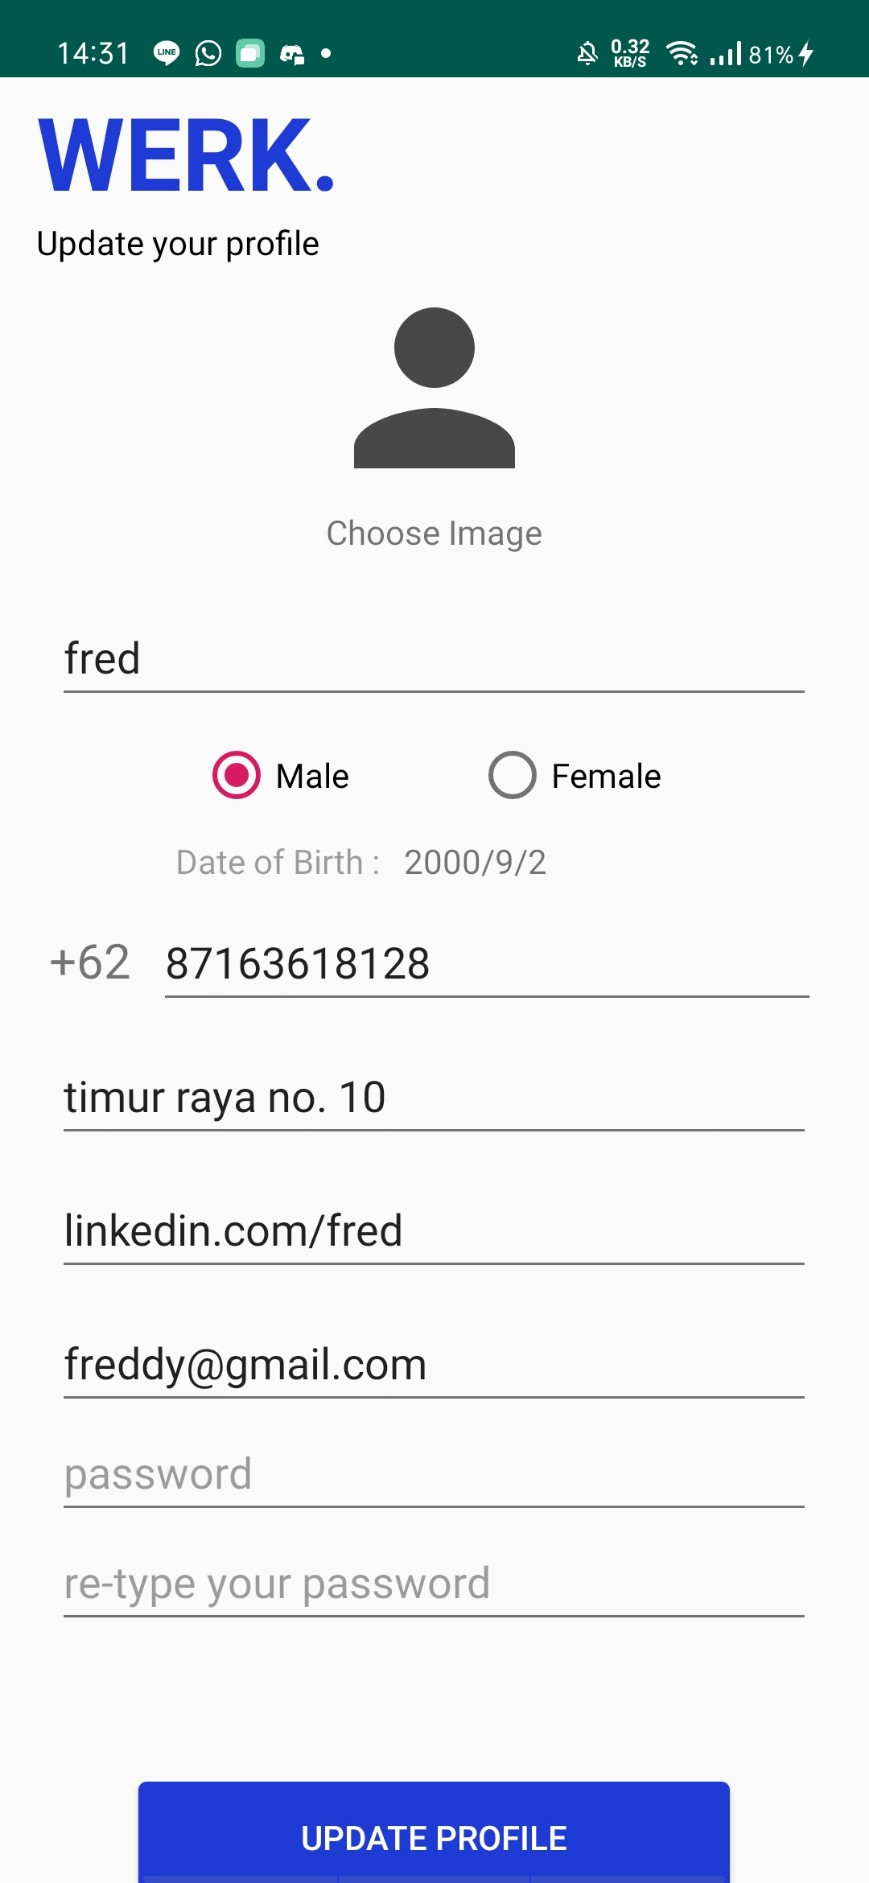 14:31 LINE 0.32 KB/S 81%
WERK.
Update your profile
Choose Image
fred
Male Female
Date of Birth : 2000/9/2
+62 87163618128
timur raya no. 10
linkedin.com/fred
freddy@gmail.com
password
re-type your password
UPDATE PROFILE